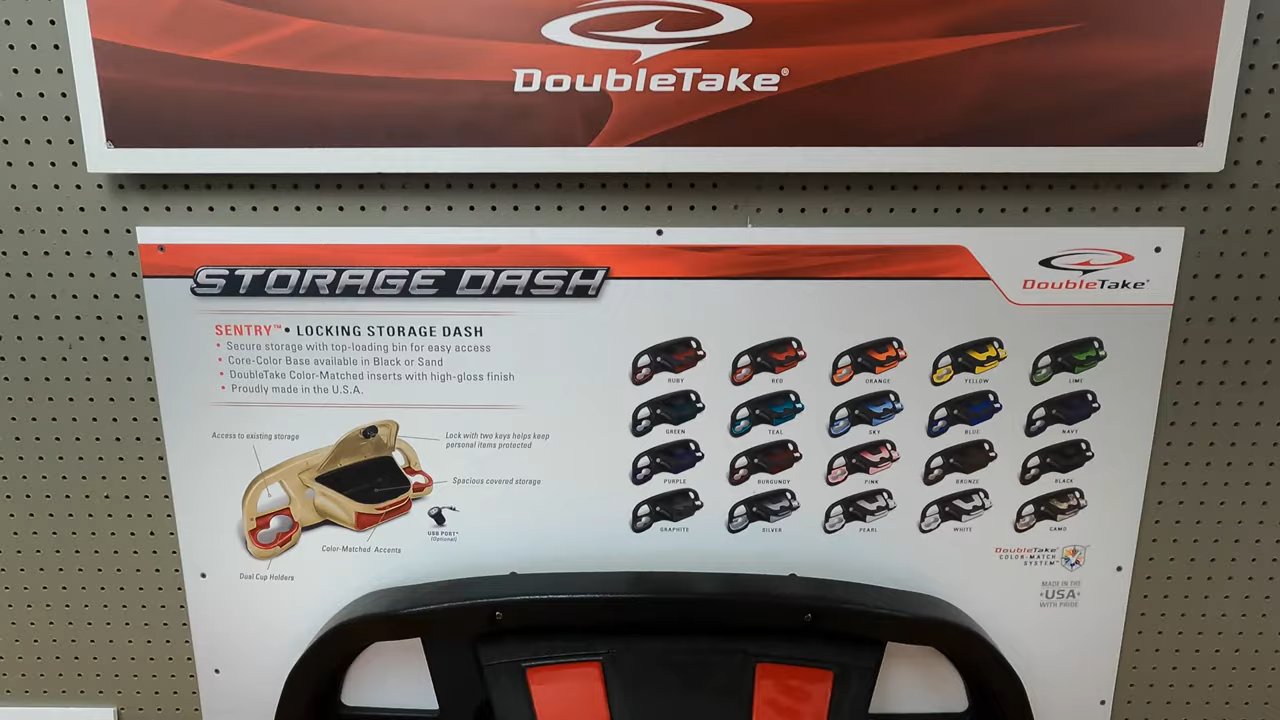 DoubleTake®
STORAGE DASH
DoubleTake®
SENTRY™ • LOCKING STORAGE DASH
• Secure storage with top-loading bin for easy access
• Core-Color Base available in Black or Sand
• DoubleTake Color-Matched inserts with high-gloss finish
• Proudly made in the U.S.A.
Access to existing storage
Lock with two keys helps keep
personal items protected
Spacious covered storage
USB PORT*
(Optional)
Color-Matched Accents
Dual Cup Holders
RUBY RED ORANGE YELLOW LIME
GREEN TEAL SKY BLUE NAVY
PURPLE BURGUNDY PINK BRONZE BLACK
GRAPHITE SILVER PEARL WHITE CAMO
DoubleTake®
COLOR-MATCH
SYSTEM™
MADE IN THE
★USA★
WITH PRIDE